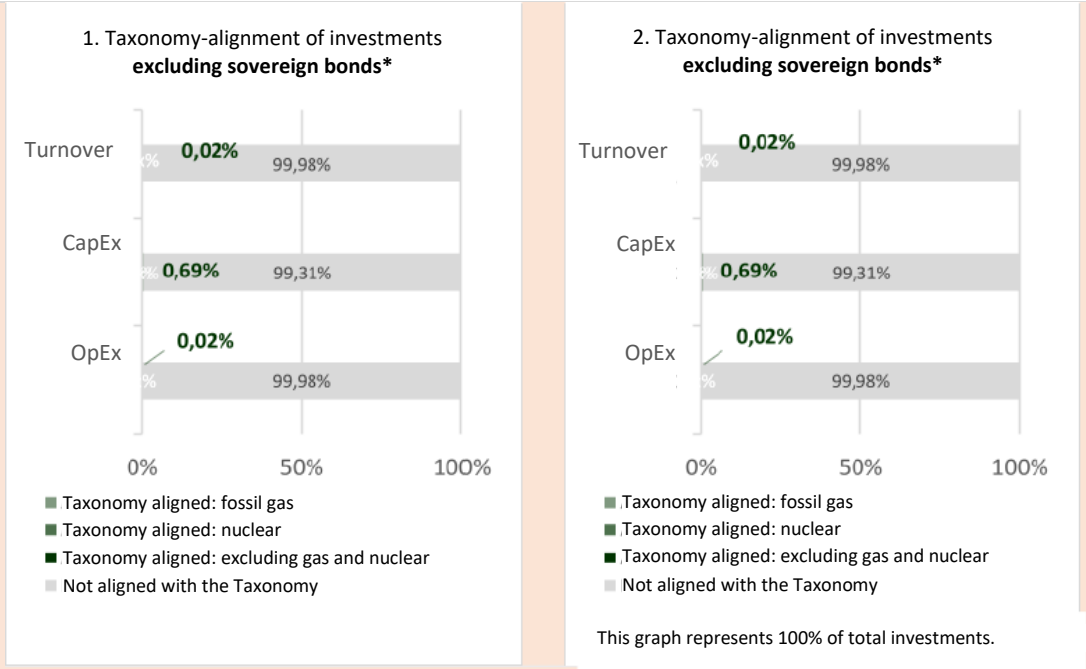 1. Taxonomy-alignment of investments
excluding sovereign bonds*
Turnover
0,02%
99,98%
CapEx
0,69%
99,31%
OpEx
0,02%
99,98%
0%
50%
100%
Taxonomy aligned: fossil gas
Taxonomy aligned: nuclear
Taxonomy aligned: excluding gas and nuclear
Not aligned with the Taxonomy
2. Taxonomy-alignment of investments
excluding sovereign bonds*
Turnover
0,02%
99,98%
CapEx
0,69%
99,31%
OpEx
0,02%
99,98%
0%
50%
100%
Taxonomy aligned: fossil gas
Taxonomy aligned: nuclear
Taxonomy aligned: excluding gas and nuclear
Not aligned with the Taxonomy
This graph represents 100% of total investments.